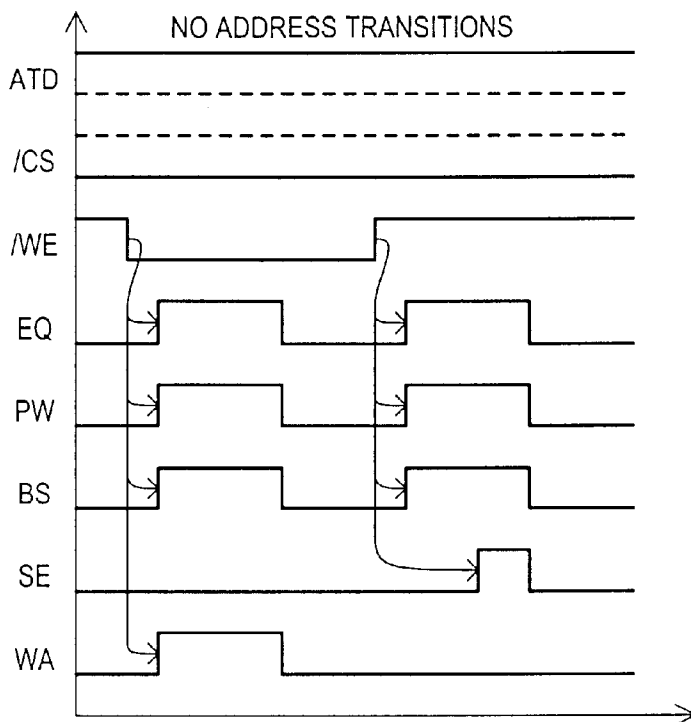 NO ADDRESS TRANSITIONS
ATD
/CS
/WE
EQ
PW
BS
SE
WA